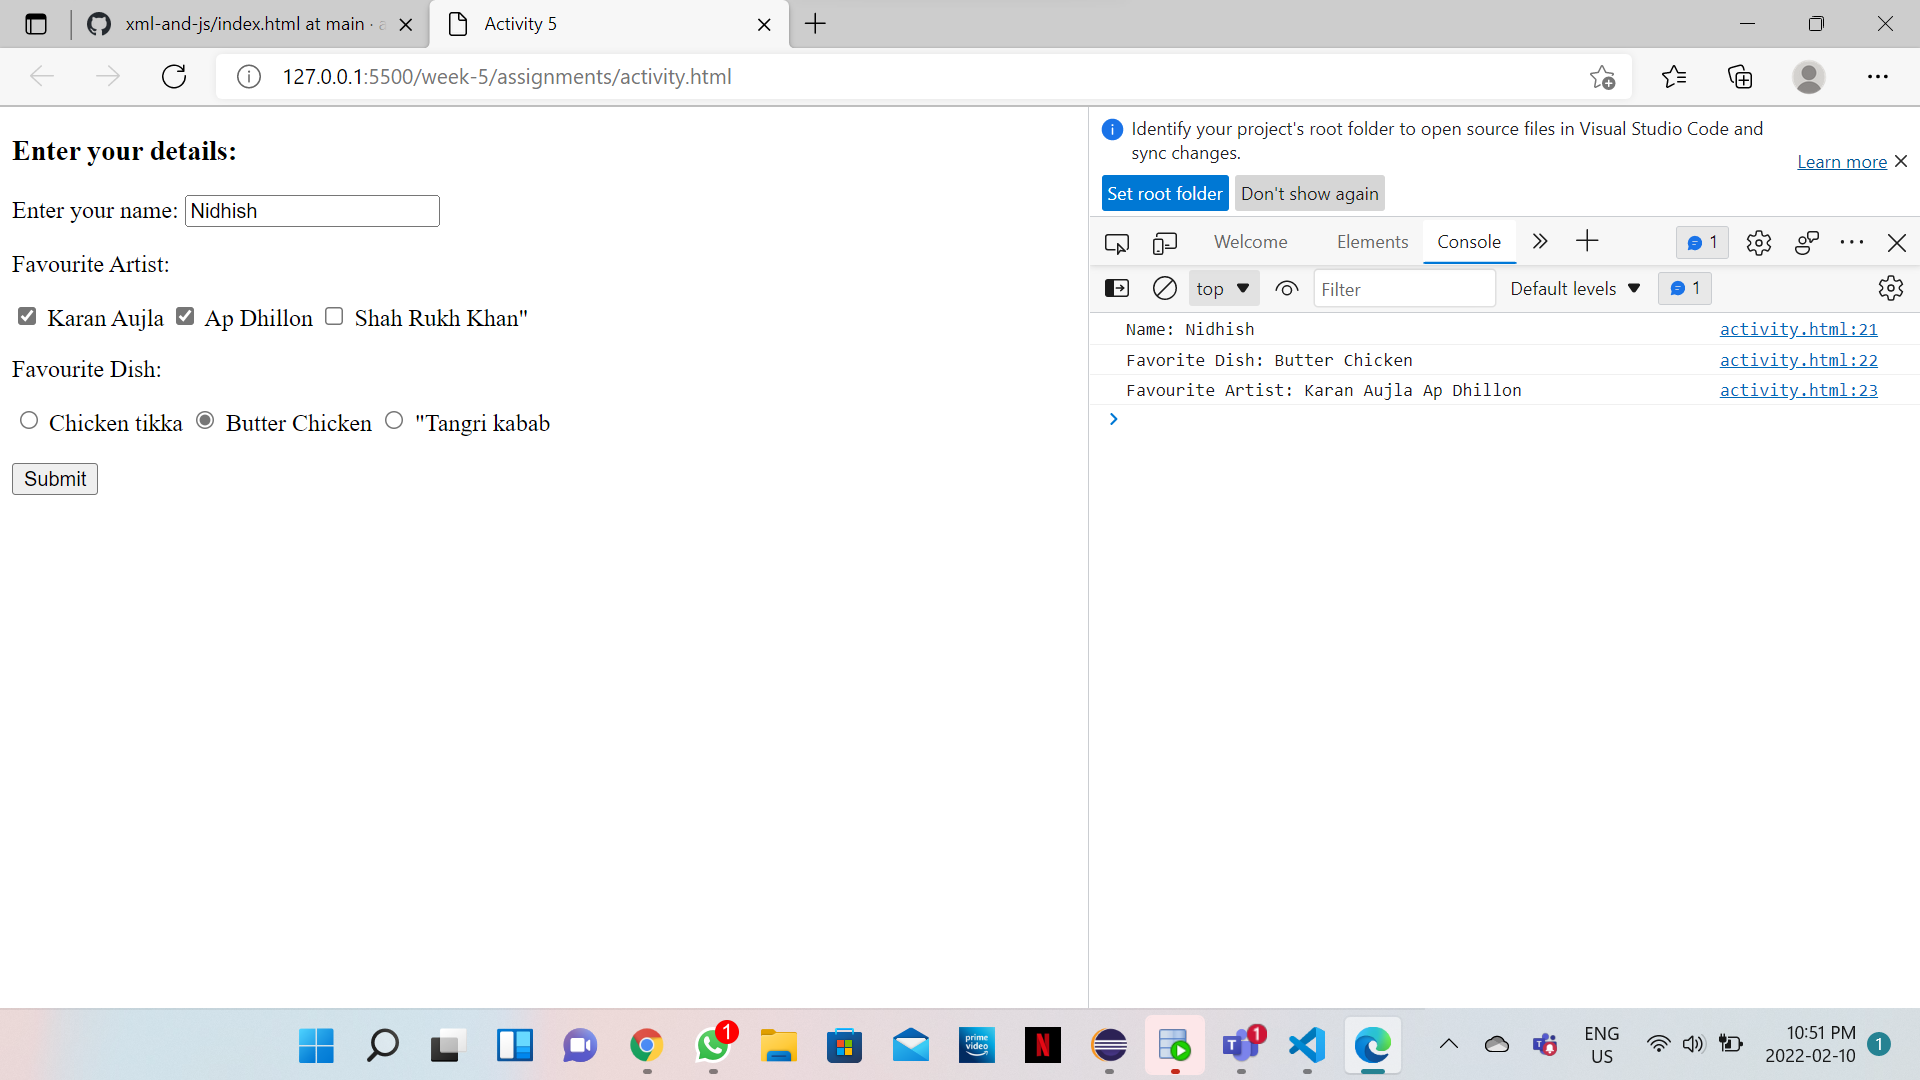 xml-and-js/index.html at main · a
Activity 5
127.0.0.1:5500/week-5/assignments/activity.html
Enter your details:
Enter your name: Nidhish
Favourite Artist:
Karan Aujla Ap Dhillon Shah Rukh Khan"
Favourite Dish:
Chicken tikka Butter Chicken "Tangri kabab
Submit
Identify your project's root folder to open source files in Visual Studio Code and
sync changes.
Learn more
Set root folder Don't show again
Welcome Elements Console 1
top Filter Default levels 1
Name: Nidhish activity.html:21
Favorite Dish: Butter Chicken activity.html:22
Favourite Artist: Karan Aujla Ap Dhillon activity.html:23
1
prime
video
N
T
1
ENG
US
10:51 PM
2022-02-10
1